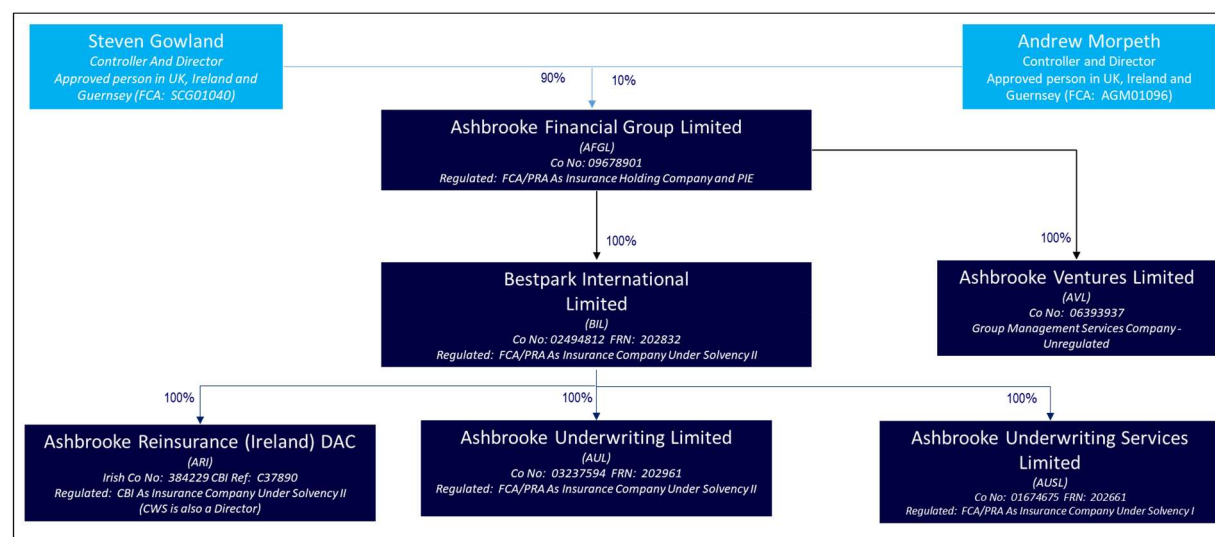 Steven Gowland
Controller And Director
Approved person in UK, Ireland and
Guernsey (FCA: SCG01040)
Andrew Morpeth
Controller and Director
Approved person in UK, Ireland and
Guernsey (FCA: AGM01096)
90%
10%
Ashbrooke Financial Group Limited
(AFGL)
Co No: 09678901
Regulated: FCA/PRA As Insurance Holding Company and PIE
100%
100%
Bestpark International
Limited
(BIL)
Co No: 02494812 FRN: 202832
Regulated: FCA/PRA As Insurance Company Under Solvency II
Ashbrooke Ventures Limited
(AVL)
Co No: 06393937
Group Management Services Company -
Unregulated
100%
100%
100%
Ashbrooke Reinsurance (Ireland) DAC
(ARI)
Irish Co No: 384229 CBI Ref: C37890
Regulated: CBI As Insurance Company Under Solvency II
(CWS is also a Director)
Ashbrooke Underwriting Limited
(AUL)
Co No: 03237594 FRN: 202961
Regulated: FCA/PRA As Insurance Company Under Solvency II
Ashbrooke Underwriting Services
Limited
(AUSL)
Co No: 01674675 FRN: 202661
Regulated: FCA/PRA As Insurance Company Under Solvency I